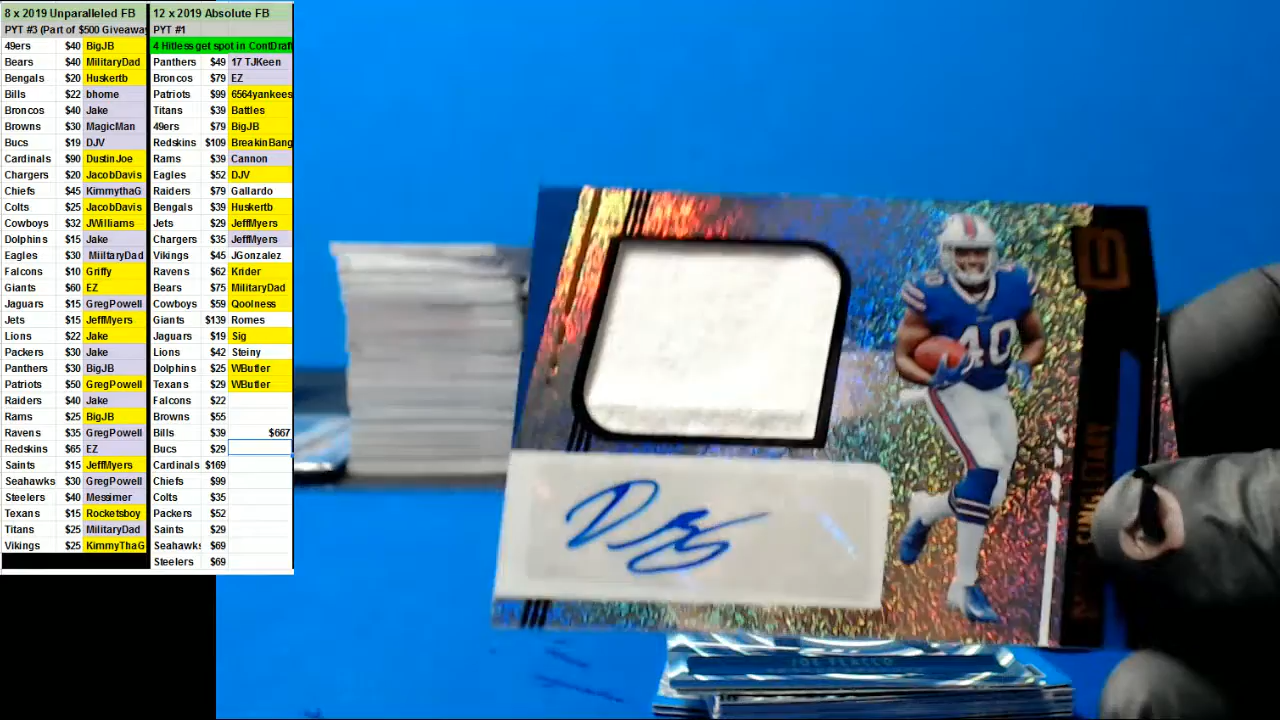 8 x 2019 Unparalleled FB
PYT #3 (Part of $500 Giveaway
49ers $40 BigJB
Bears $40 MilitaryDad
Bengals $20 Huskertb
Bills $22 bhome
Broncos $40 Jake
Browns $30 MagicMan
Bucs $19 DJV
Cardinals $90 DustinJoe
Chargers $20 JacobDavis
Chiefs $45 KimmythaG
Colts $25 JacobDavis
Cowboys $32 JWilliams
Dolphins $15 Jake
Eagles $30 MiiltaryDad
Falcons $10 Griffy
Giants $60 EZ
Jaguars $15 GregPowell
Jets $15 JeffMyers
Lions $22 Jake
Packers $30 Jake
Panthers $30 BigJB
Patriots $50 GregPowell
Raiders $40 Jake
Rams $25 BigJB
Ravens $35 GregPowell
Redskins $65 EZ
Saints $15 JeffMyers
Seahawks $30 GregPowell
Steelers $40 Messimer
Texans $15 Rocketsboy
Titans $25 MilitaryDad
Vikings $25 KimmyThaG
12 x 2019 Absolute FB
PYT #1
4 Hitless get spot in ContDraft
Panthers $49 17 TJKeen
Broncos $79 EZ
Patriots $99 6564yankees
Titans $39 Battles
49ers $79 BigJB
Redskins $109 BreakinBang
Rams $39 Cannon
Eagles $52 DJV
Raiders $79 Gallardo
Bengals $39 Huskertb
Jets $29 JeffMyers
Chargers $35 JeffMyers
Vikings $45 JGonzalez
Ravens $62 Krider
Bears $75 MilitaryDad
Cowboys $59 Qoolness
Giants $139 Romes
Jaguars $19 Sig
Lions $42 Steiny
Dolphins $25 WButler
Texans $29 WButler
Falcons $22
Browns $55
Bills $39 $667
Bucs $29
Cardinals $169
Chiefs $99
Colts $35
Packers $52
Saints $29
Seahawks $69
Steelers $69
40
JOE FLACCO